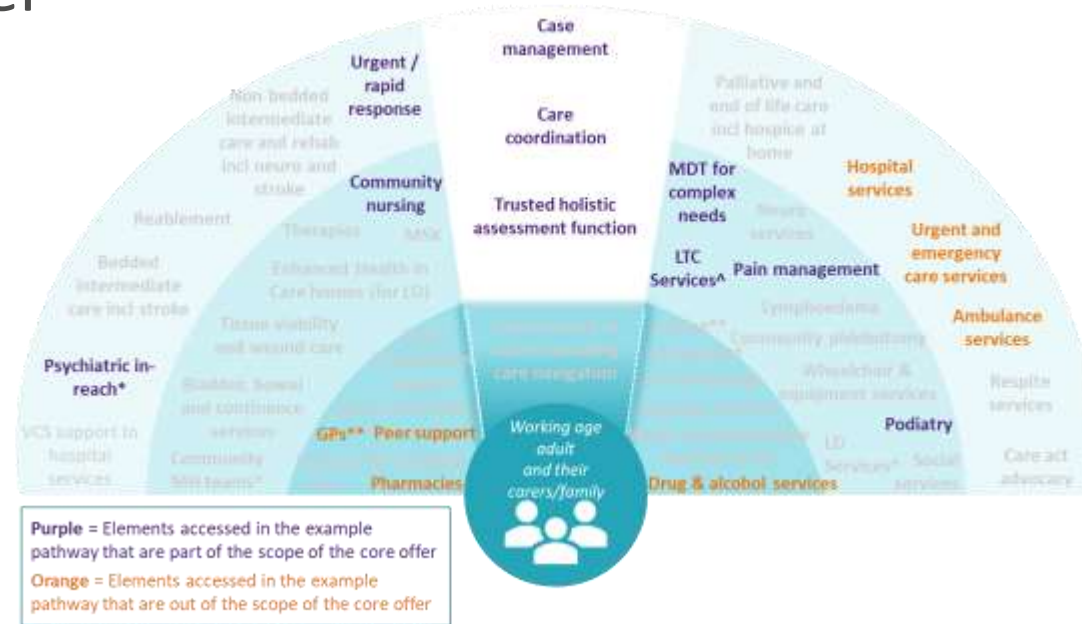 Case
management
Urgent /
rapid
response
Non bedded
intermediate
care and rehab
incl neuro and
stroke
Care
coordination
Palliative and
end of life care
incl hospice at
home
Community
nursing
MDT for
complex
needs
Hospital
services
Reablement
Therapies
MSK
Trusted holistic
assessment function
Neuro
services
Urgent and
emergency
care services
Bedded
intermediate
care incl stroke
Enhanced Health in
Care homes (for LD)
LTC
Services^
Pain management
Lymphoedema
Ambulance
services
Tissue viability
and wound care
Community phlebotomy
care navigation
Psychiatric in-
reach*
Bladder, bowel
and continence
services
Wheelchair &
equipment services
Respite
services
VCS support to
hospital
services
Community
MH teams*
GPs**
Peer support
Pharmacies
Working age
adult
and their
carers/family
Drug & alcohol services
Podiatry
LD
Services*
Social
services
Care act
advocacy
Purple = Elements accessed in the example
pathway that are part of the scope of the core offer
Orange = Elements accessed in the example
pathway that are out of the scope of the core offer